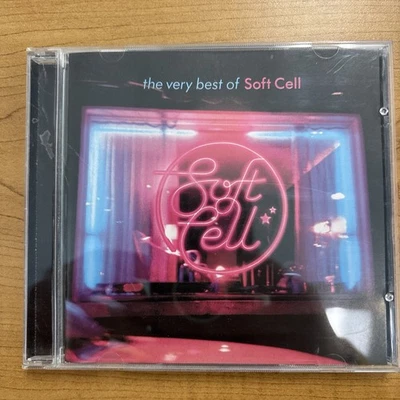 the very best of Soft Cell
Soft
Cell